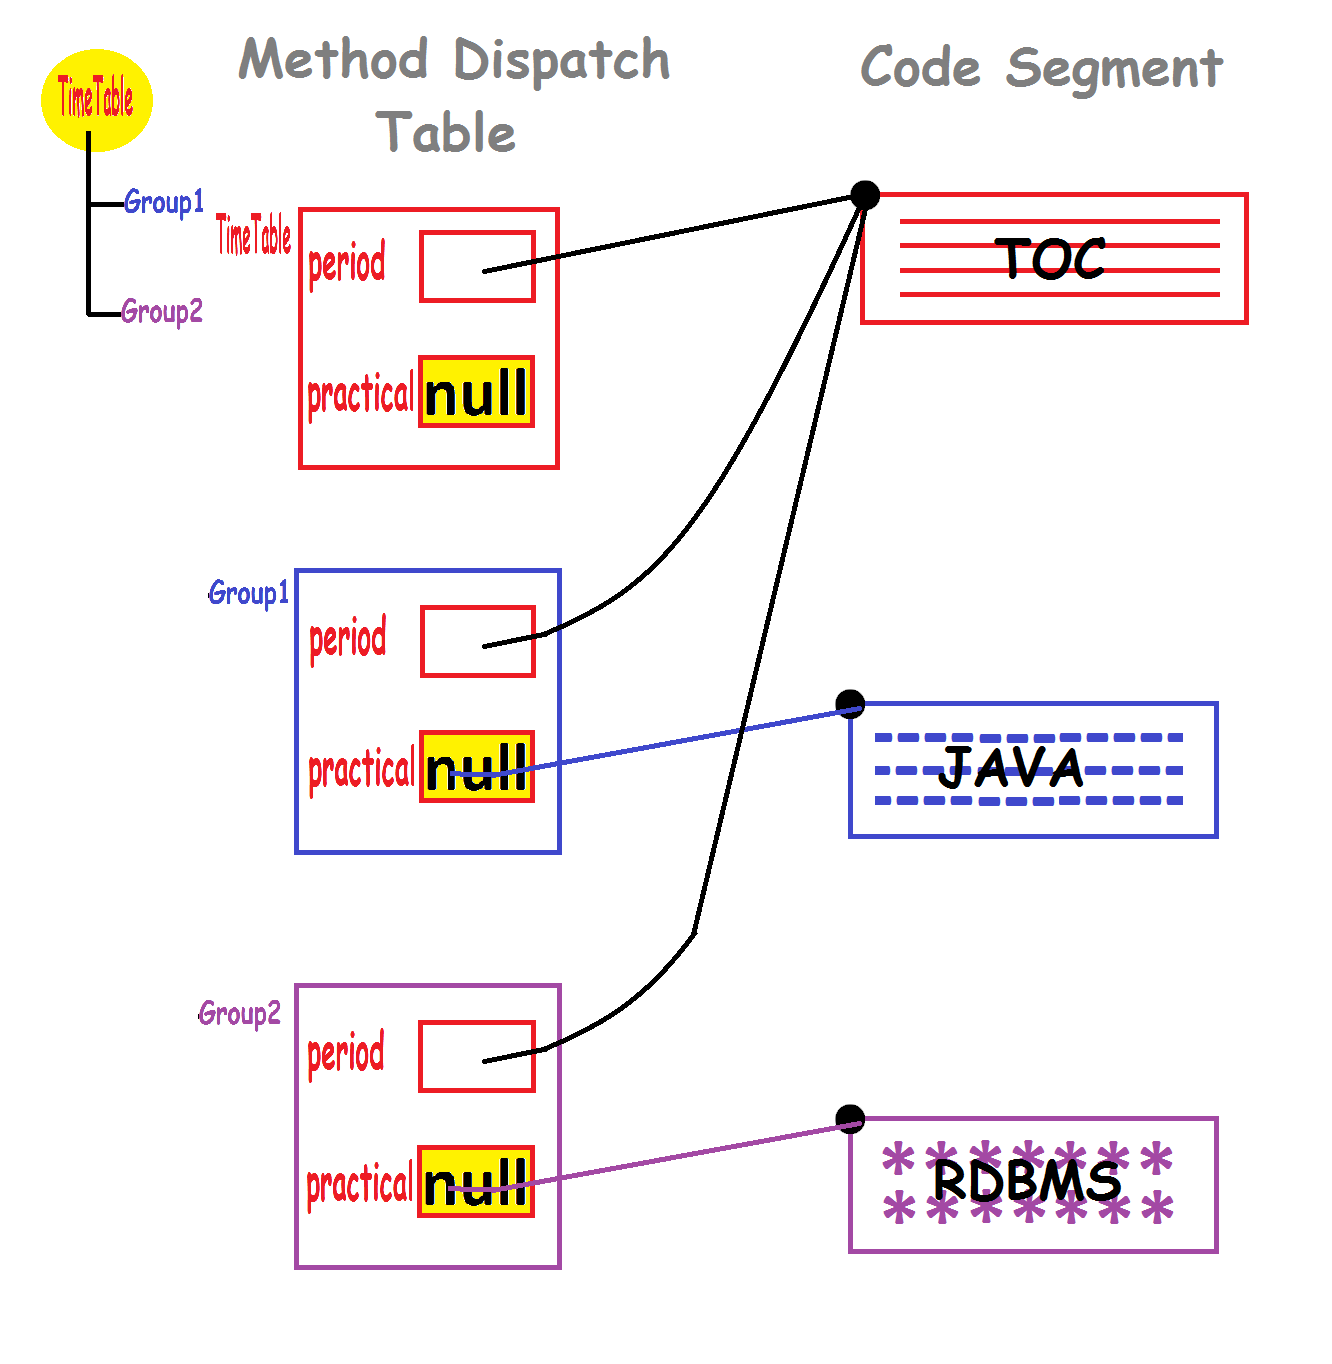 Method Dispatch
Table
Code Segment
TimeTable
Group1
Group2
TimeTable
period
practical null
TOC
Group1
period
practical null
JAVA
Group2
period
practical null
RDBMS